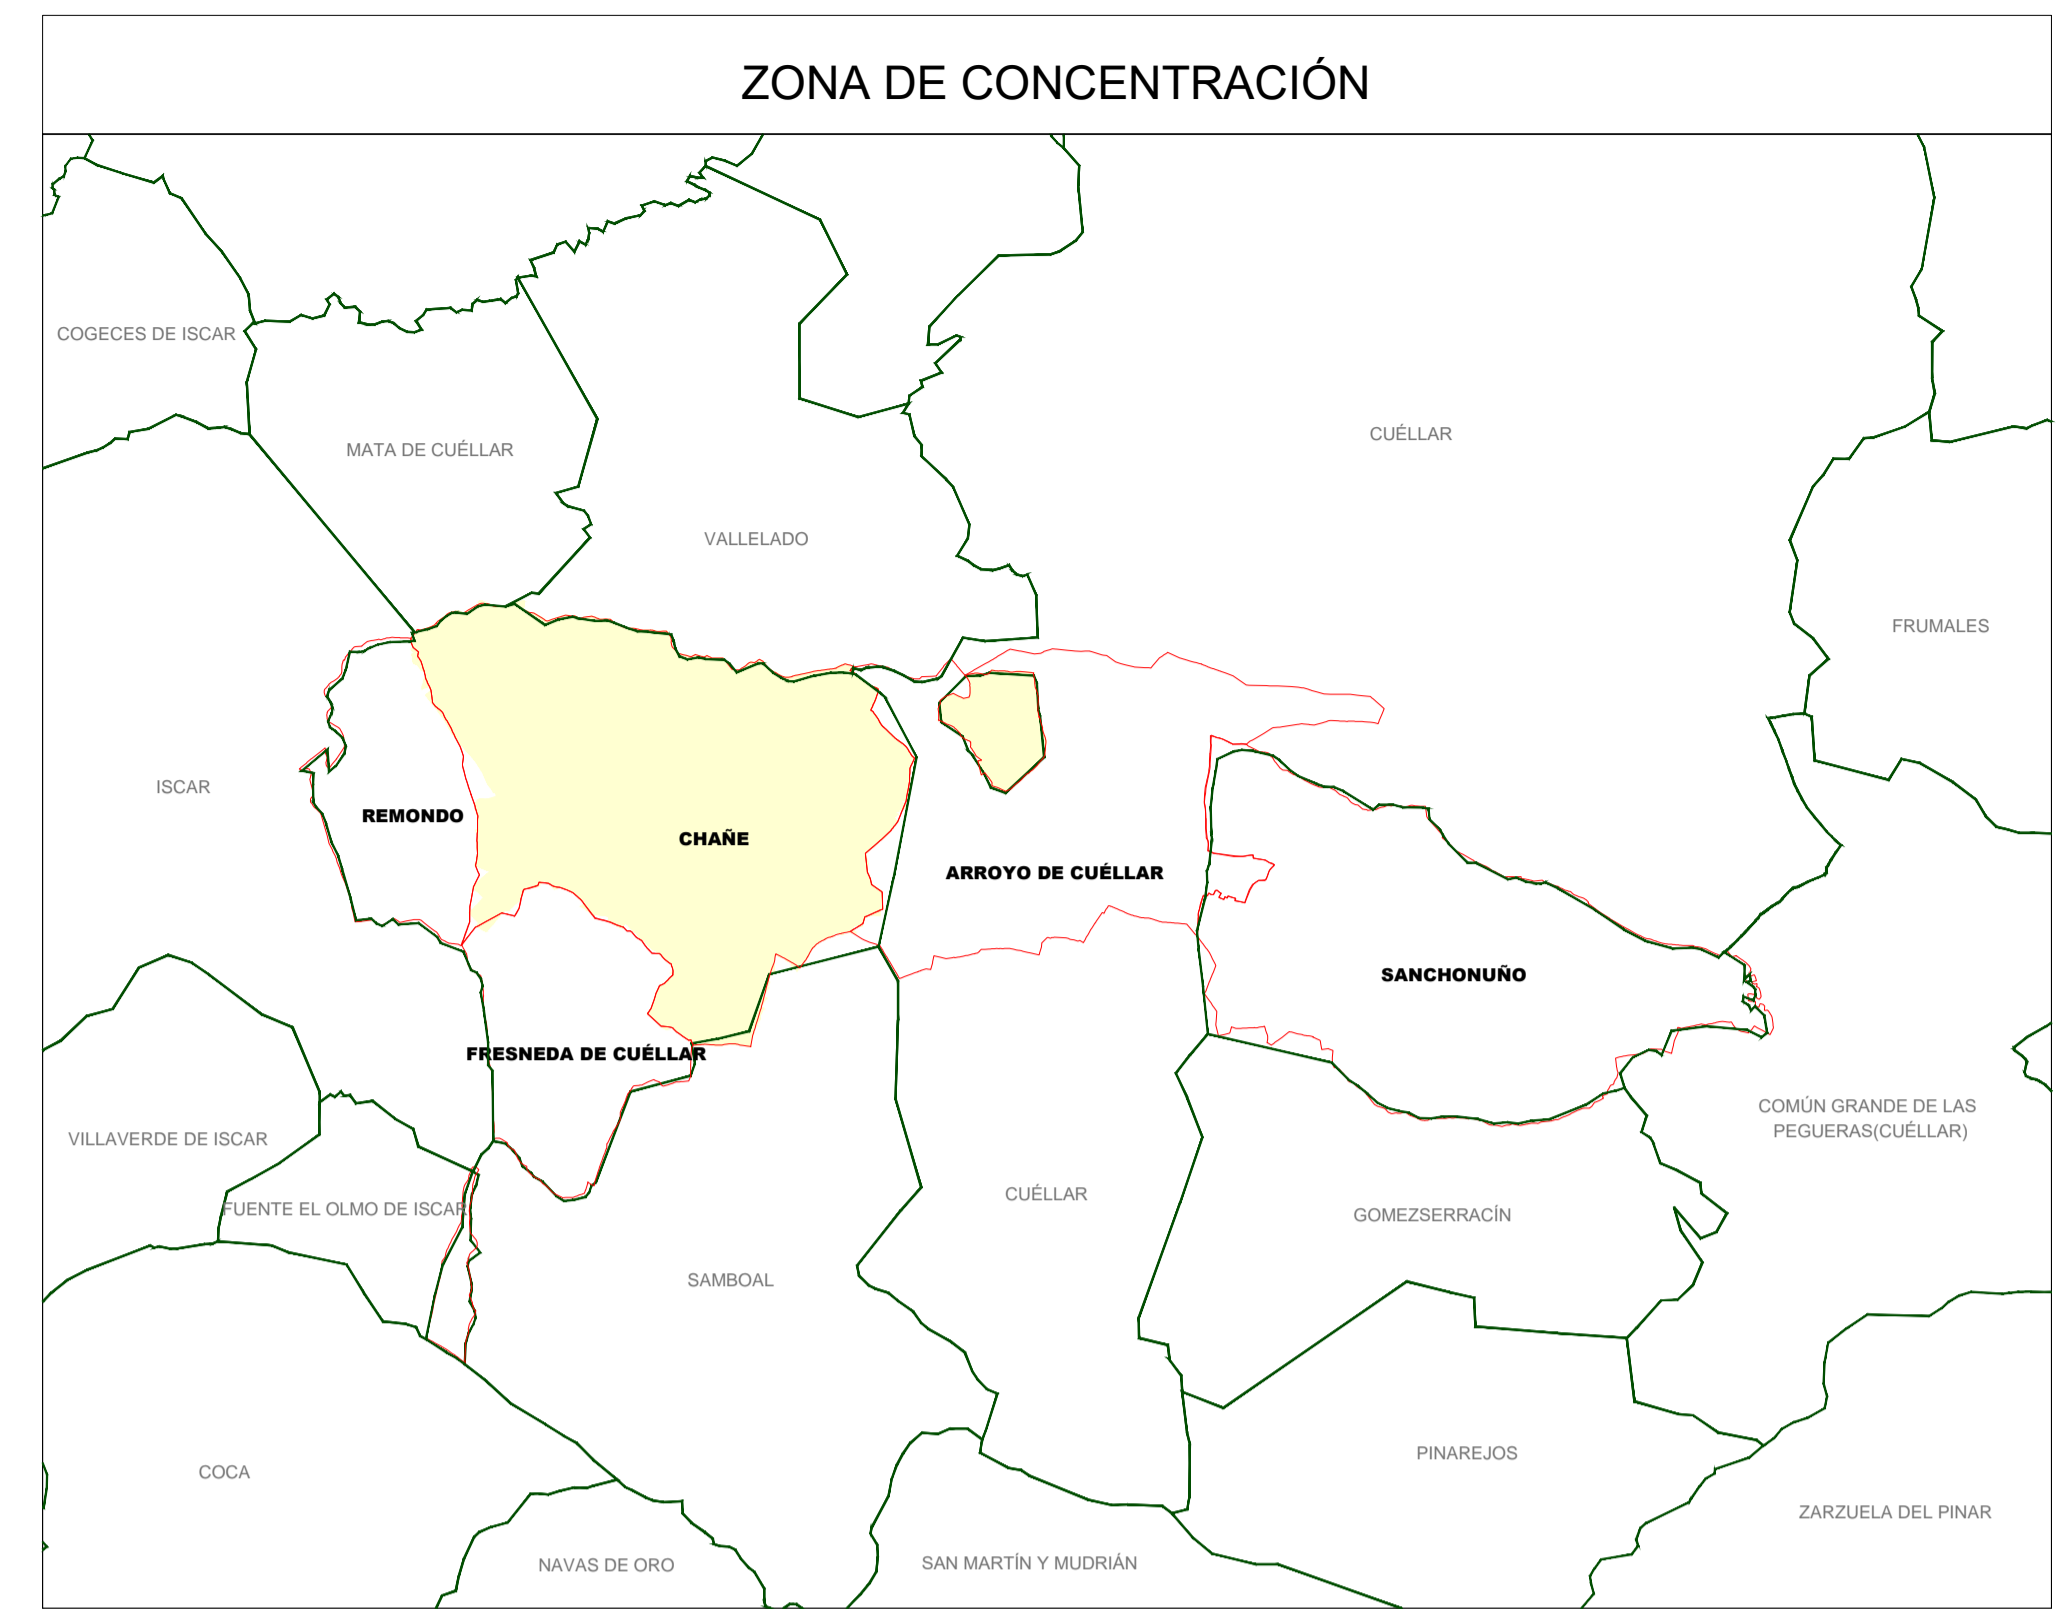 ZONA DE CONCENTRACIÓN
COGECES DE ISCAR
CUÉLLAR
MATA DE CUÉLLAR
VALLELADO
FRUMALES
ISCAR
REMONDO
CHAÑE
ARROYO DE CUÉLLAR
SANCHONUÑO
FRESNEDA DE CUÉLLAR
COMÚN GRANDE DE LAS
PEGUERAS(CUÉLLAR)
VILLAVERDE DE ISCAR
CUÉLLAR
FUENTE EL OLMO DE ISCAR
GOMEZSERRACÍN
SAMBOAL
PINAREJOS
COCA
ZARZUELA DEL PINAR
NAVAS DE ORO
SAN MARTÍN Y MUDRIÁN